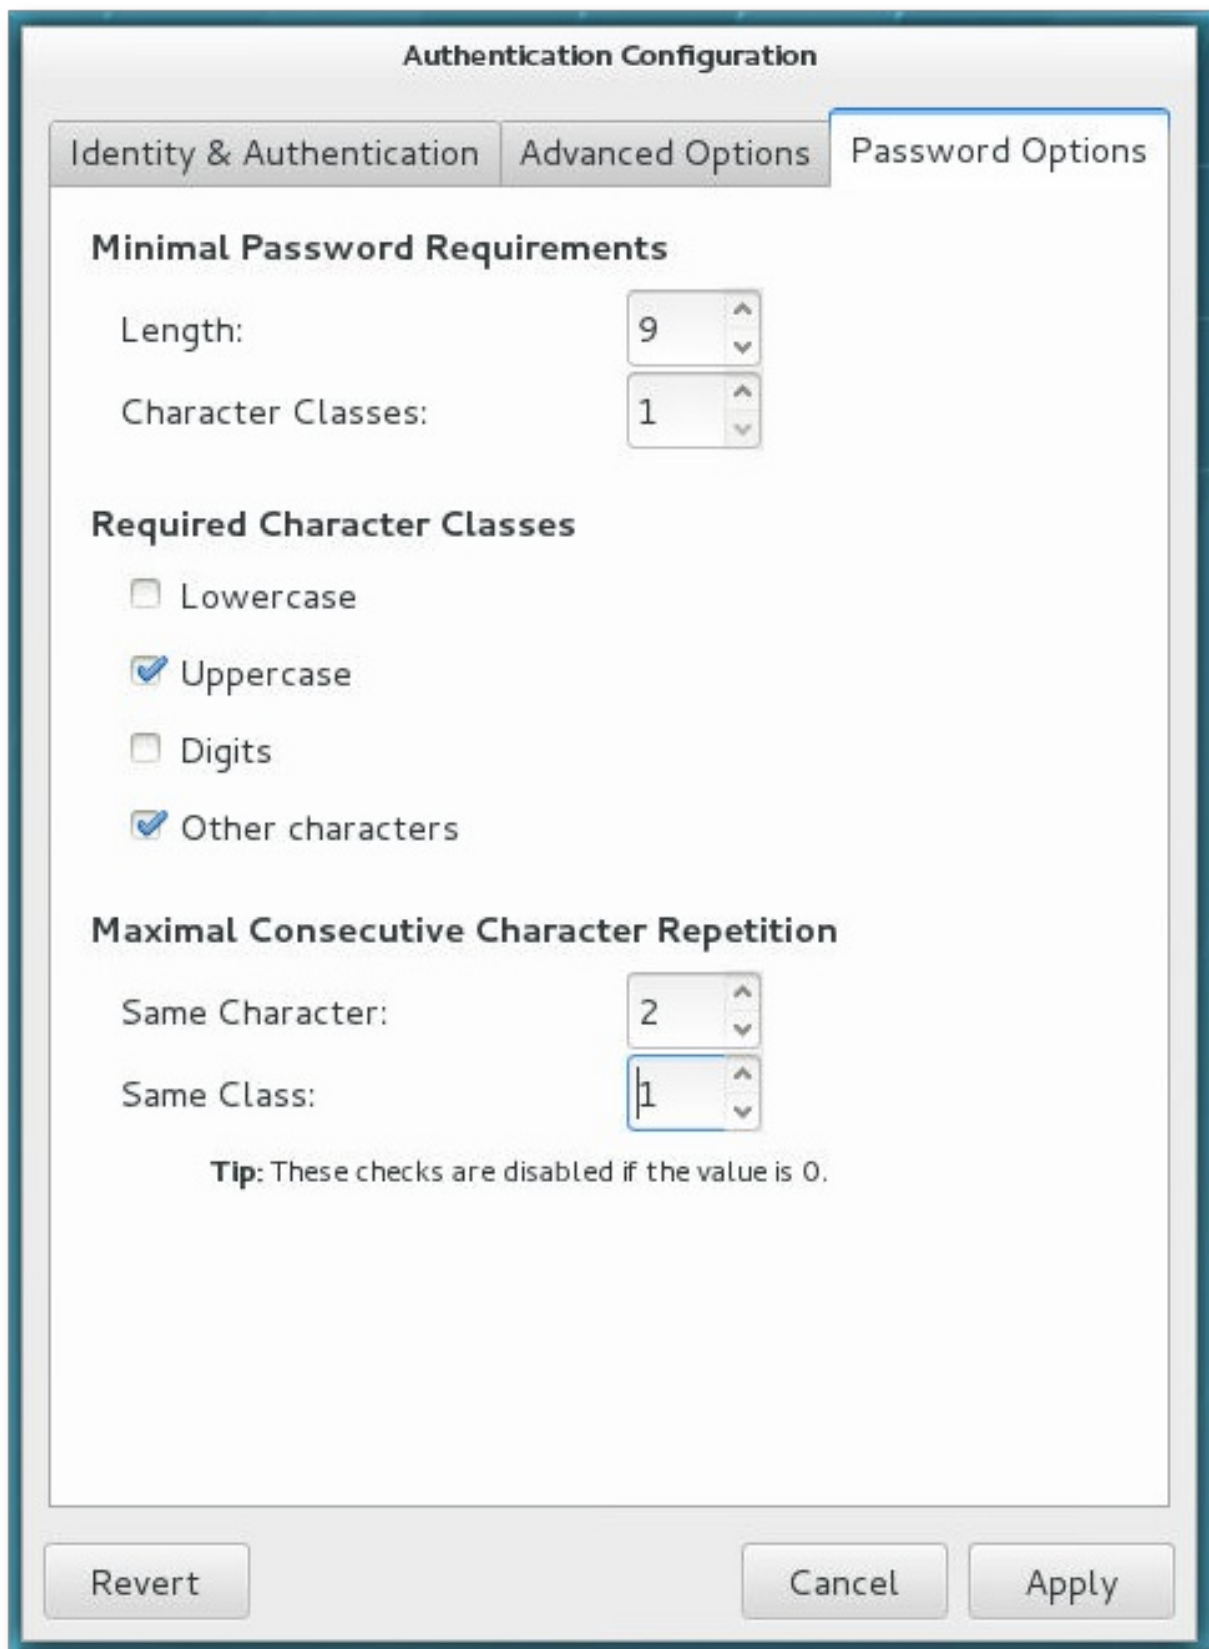 Authentication Configuration
Identity & Authentication Advanced Options Password Options
Minimal Password Requirements
Length: 9
Character Classes: 1
Required Character Classes
Lowercase
Uppercase
Digits
Other characters
Maximal Consecutive Character Repetition
Same Character: 2
Same Class: 1
Tip: These checks are disabled if the value is 0.
Revert Cancel Apply